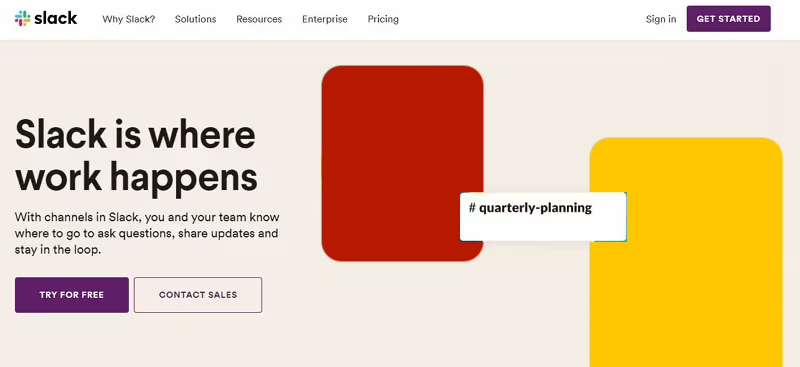 slack
Why Slack?
Solutions
Resources
Enterprise
Pricing
Sign in
GET STARTED
Slack is where
work happens
With channels in Slack, you and your team know
where to go to ask questions, share updates and
stay in the loop.
TRY FOR FREE
CONTACT SALES
# quarterly-planning